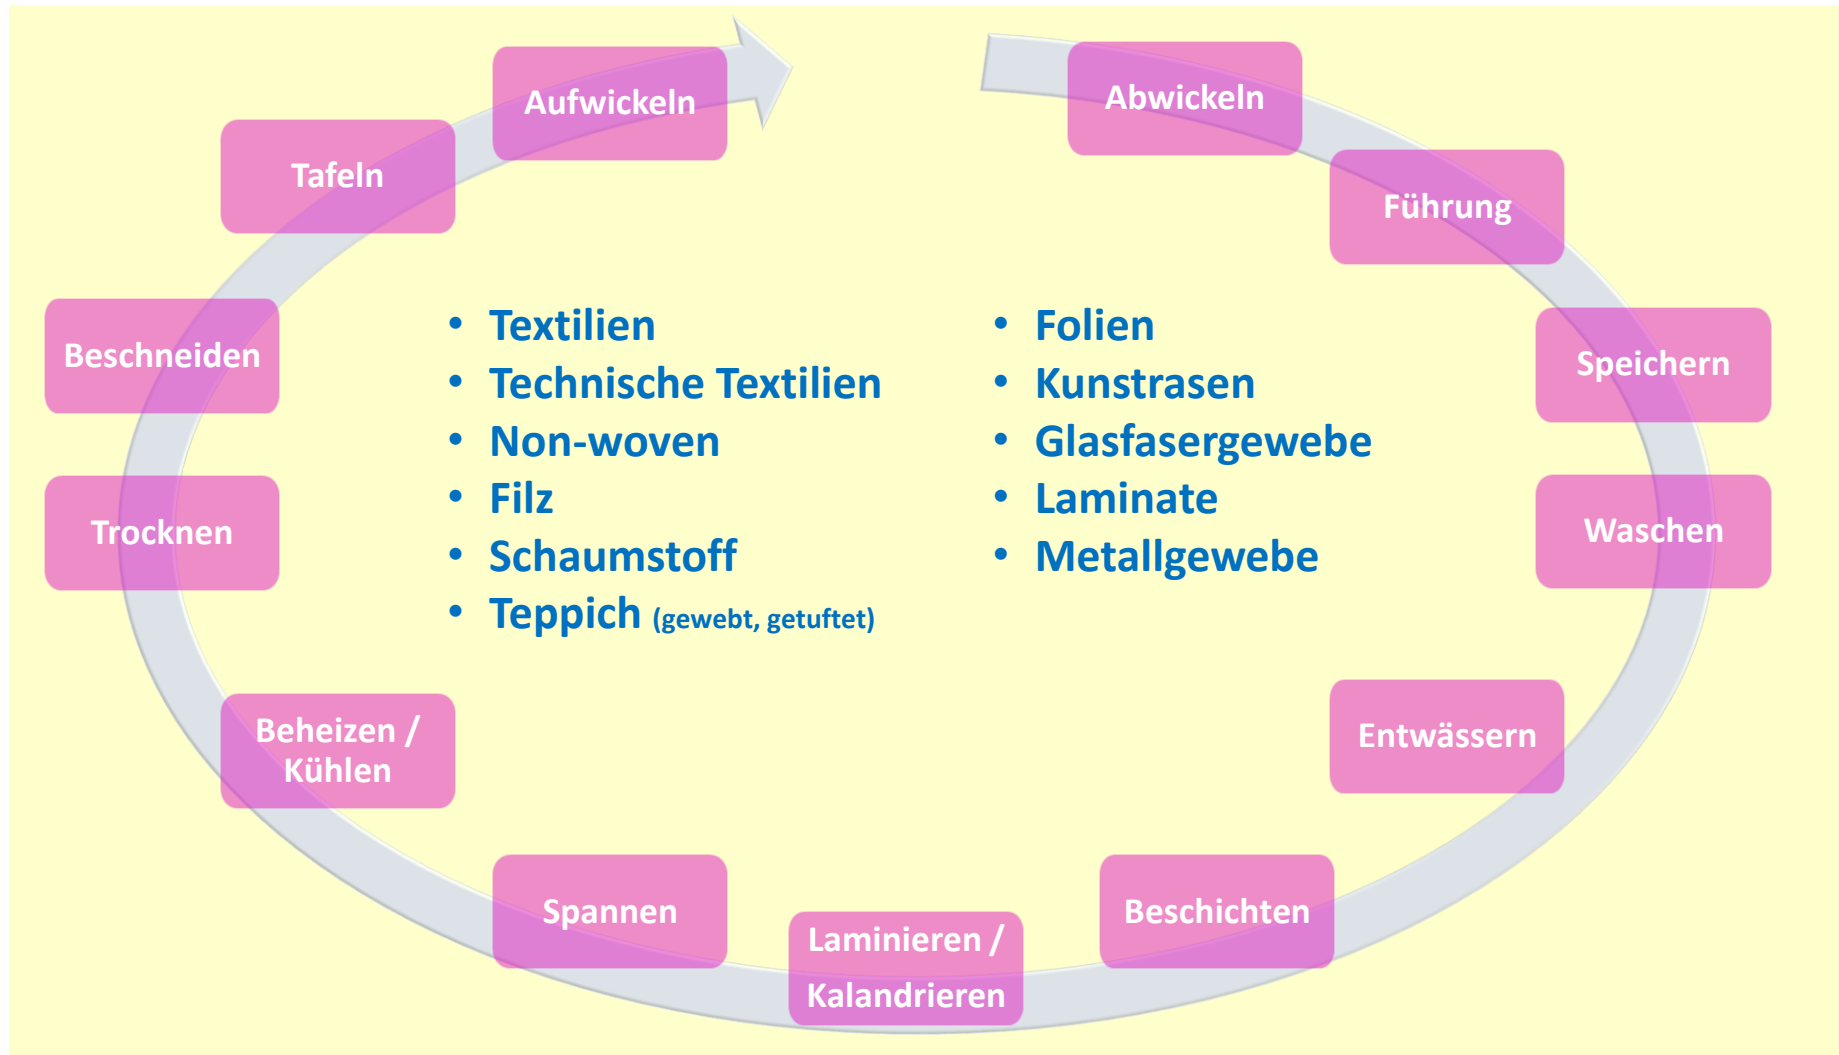 Aufwickeln
Abwickeln
Tafeln
Führung
Beschneiden
Speichern
Trocknen
Waschen
• Textilien
• Technische Textilien
• Non-woven
• Filz
• Schaumstoff
• Teppich (gewebt, getuftet)
• Folien
• Kunstrasen
• Glasfasergewebe
• Laminate
• Metallgewebe
Beheizen /
Kühlen
Entwässern
Spannen
Laminieren /
Kalandrieren
Beschichten